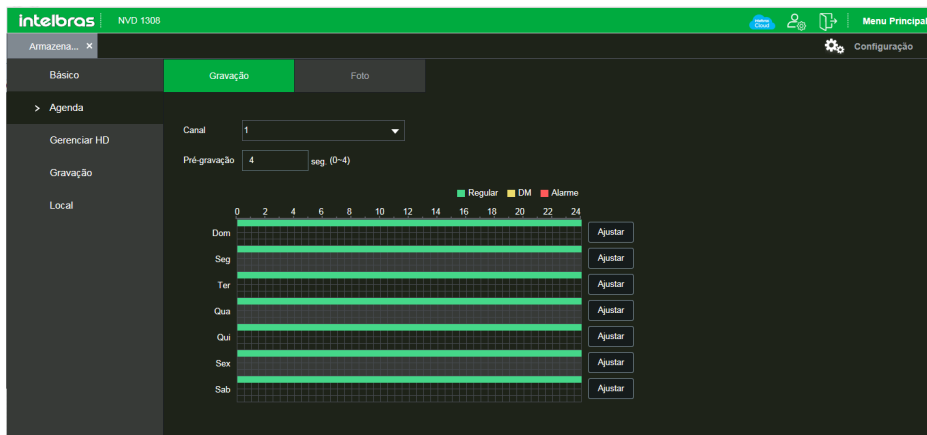 intelbras NVD 1308 Intelbras Cloud Menu Principal
Armazena... × Configuração
Básico
> Agenda
Gerenciar HD
Gravação
Local
Gravação Foto
Canal 1
Pré-gravação 4 seg. (0~4)
Regular DM Alarme
0 2 4 6 8 10 12 14 16 18 20 22 24
Dom Ajustar
Seg Ajustar
Ter Ajustar
Qua Ajustar
Qui Ajustar
Sex Ajustar
Sab Ajustar